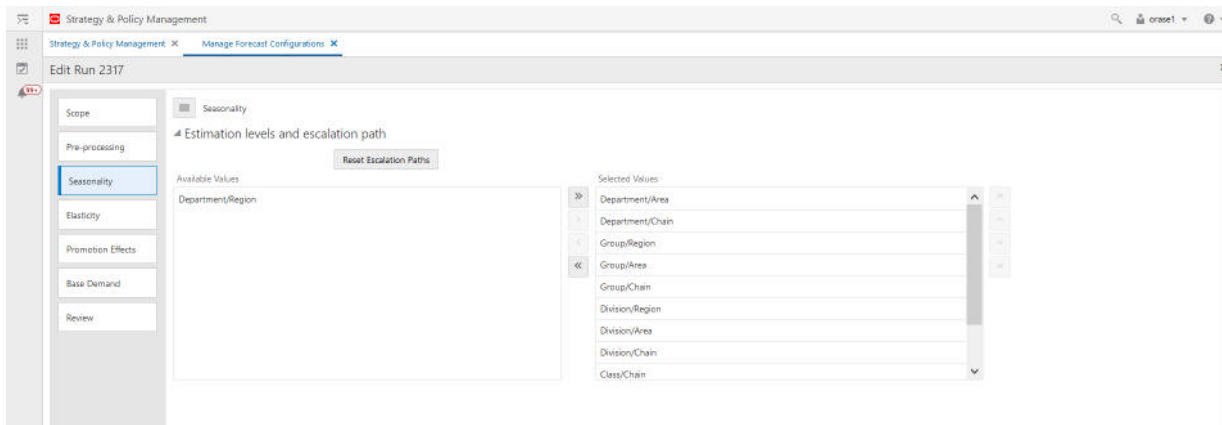 Strategy & Policy Management
orase1
Strategy & Policy Management
Manage Forecast Configurations
Edit Run 2317
99+
Scope
Pre-processing
Seasonality
Elasticity
Promotion Effects
Base Demand
Review
Seasonality
Estimation levels and escalation path
Reset Escalation Paths
Available Values
Department/Region
Selected Values
Department/Area
Department/Chain
Group/Region
Group/Area
Group/Chain
Division/Region
Division/Area
Division/Chain
Class/Chain